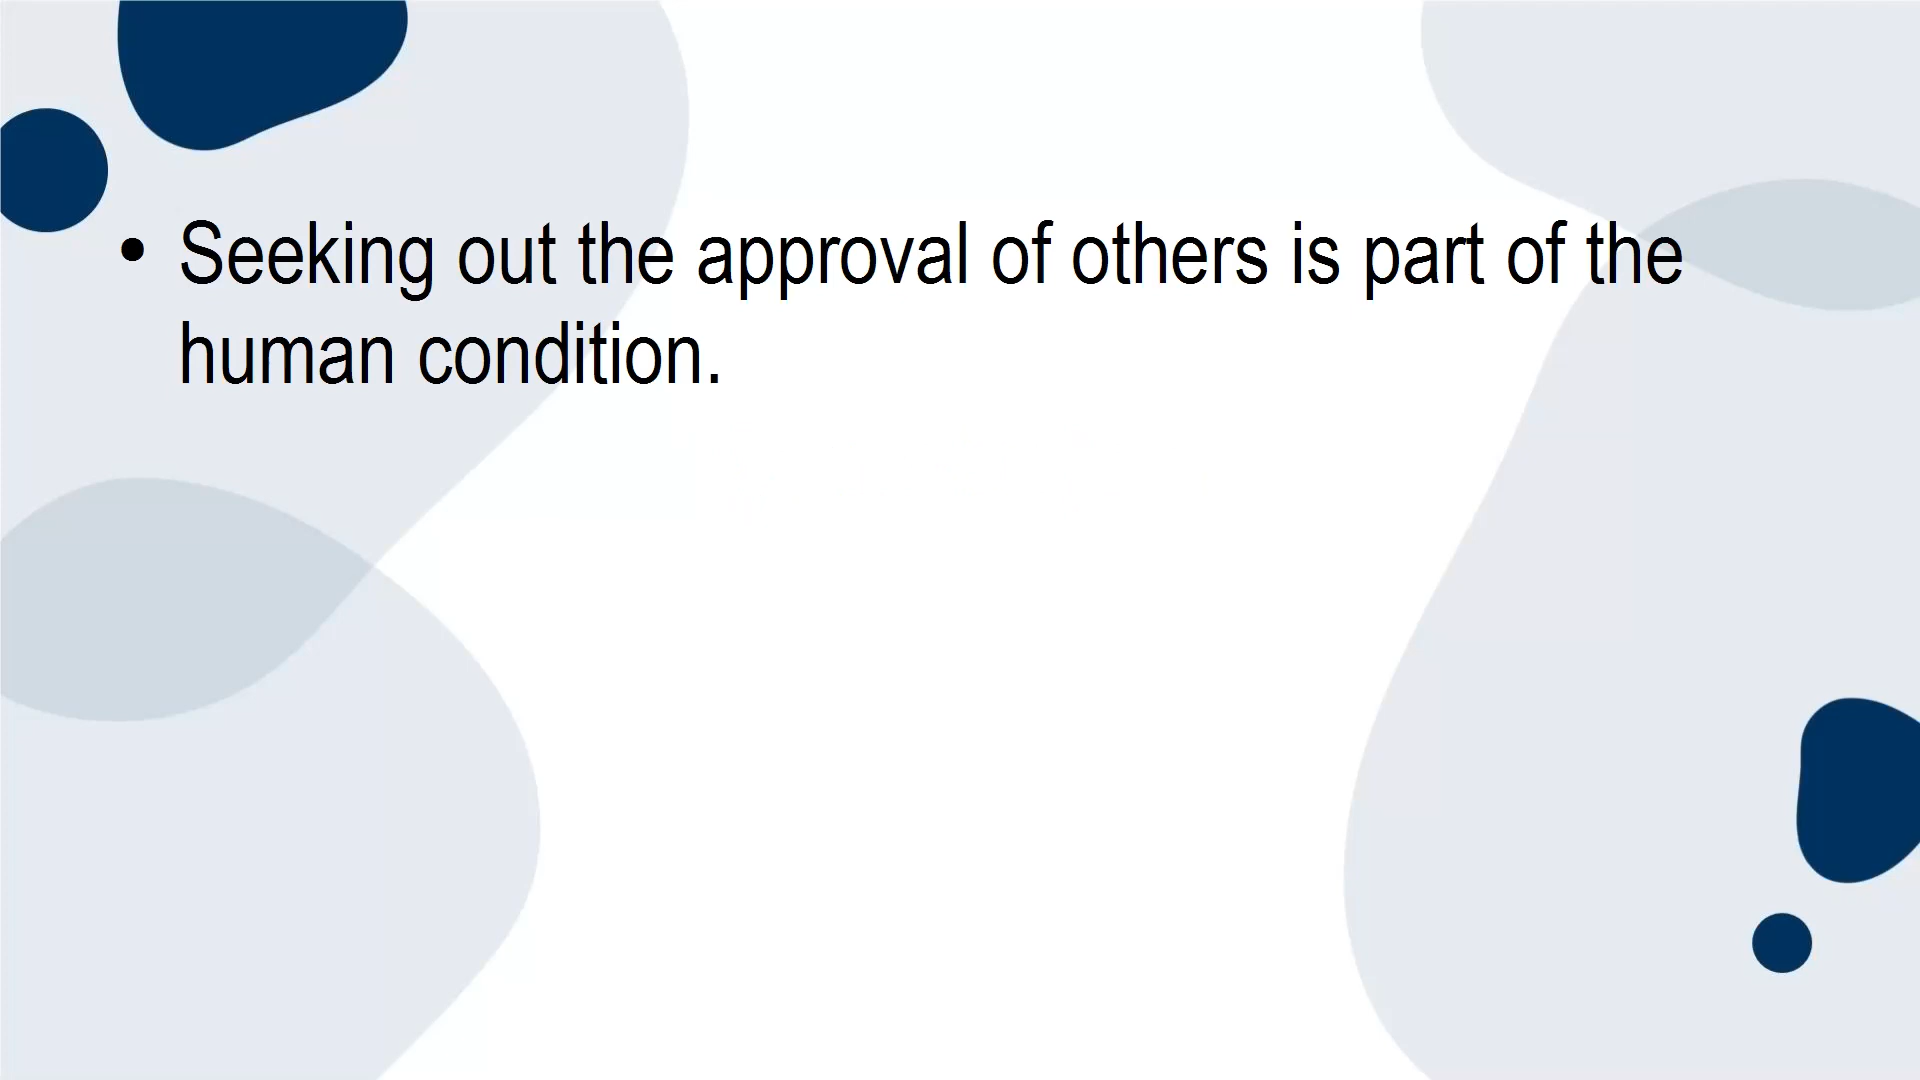 • Seeking out the approval of others is part of the
human condition.